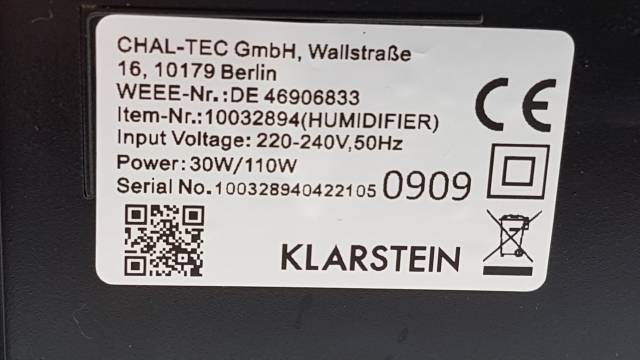 CHAL-TEC GmbH, Wallstraße
16, 10179 Berlin
WEEE-Nr.:DE 46906833
Item-Nr.:10032894(HUMIDIFIER)
Input Voltage: 220-240V,50Hz
Power: 30W/110W
Serial No.100328940422105 0909
CE
KLARSTEIN